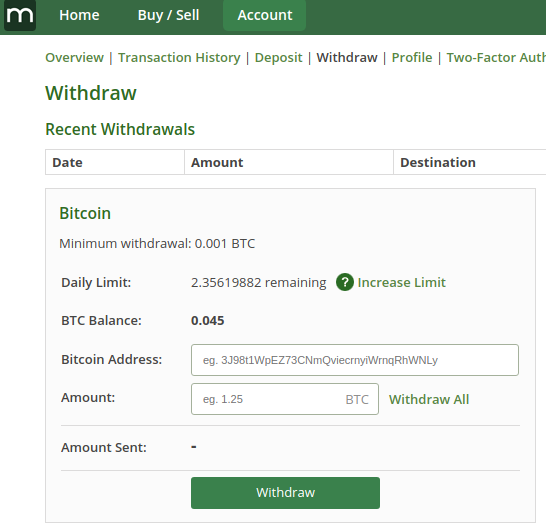 m Home Buy / Sell Account
Overview | Transaction History | Deposit | Withdraw | Profile | Two-Factor Auth
Withdraw
Recent Withdrawals
Date Amount Destination
Bitcoin
Minimum withdrawal: 0.001 BTC
Daily Limit: 2.35619882 remaining ? Increase Limit
BTC Balance: 0.045
Bitcoin Address: eg. 3J98t1WpEZ73CNmQviecrnyiWrnqRhWNLy
Amount: eg. 1.25 BTC Withdraw All
Amount Sent: -
Withdraw